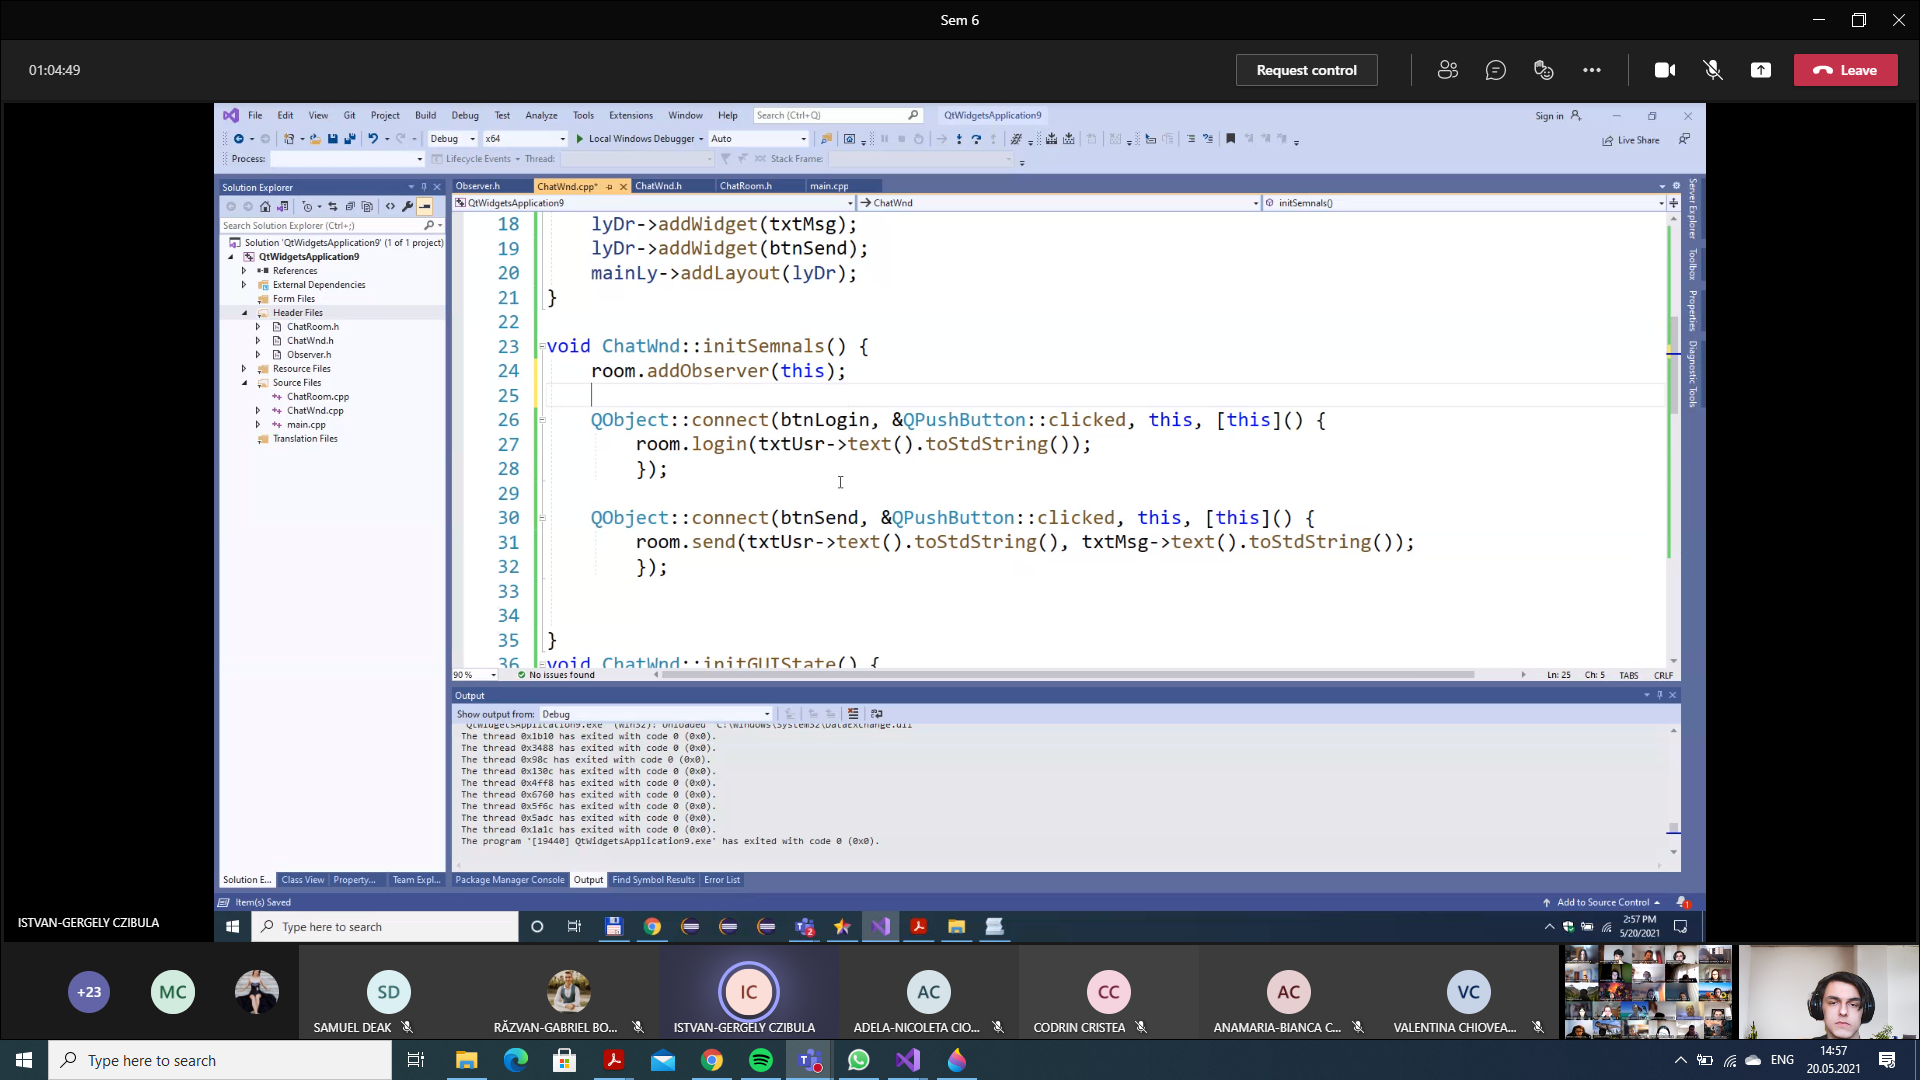 Sem 6
01:04:49
Request control
Leave
File Edit View Git Project Build Debug Test Analyze Tools Extensions Window Help Search (Ctrl+Q) QtWidgetsApplication9 Sign in
Debug x64 Local Windows Debugger Auto Live Share
Process: Lifecycle Events Thread: Stack Frame:
Solution Explorer
Search Solution Explorer (Ctrl+;)
Solution 'QtWidgetsApplication9' (1 of 1 project)
QtWidgetsApplication9
References
External Dependencies
Form Files
Header Files
ChatRoom.h
ChatWnd.h
Observer.h
Resource Files
Source Files
ChatRoom.cpp
ChatWnd.cpp
main.cpp
Translation Files
Observer.h ChatWnd.cpp* ChatWnd.h ChatRoom.h main.cpp
QtWidgetsApplication9 ChatWnd initSemnals()
18 lyDr->addWidget(txtMsg);
19 lyDr->addWidget(btnSend);
20 mainLy->addLayout(lyDr);
21 }
22
23 void ChatWnd::initSemnals() {
24 room.addObserver(this);
25
26 QObject::connect(btnLogin, &QPushButton::clicked, this, [this]() {
27 room.login(txtUsr->text().toStdString());
28 });
29
30 QObject::connect(btnSend, &QPushButton::clicked, this, [this]() {
31 room.send(txtUsr->text().toStdString(), txtMsg->text().toStdString());
32 });
33
34
35 }
36 void ChatWnd::initGUIState() {
90 % No issues found Ln: 25 Ch: 5 TABS CRLF
Server Explorer
Toolbox
Properties
Diagnostic Tools
Output
Show output from: Debug
'QtWidgetsApplication9.exe' (Win32): Unloaded 'C:\Windows\System32\DataExchange.dll'
The thread 0x1b10 has exited with code 0 (0x0).
The thread 0x3488 has exited with code 0 (0x0).
The thread 0x98c has exited with code 0 (0x0).
The thread 0x130c has exited with code 0 (0x0).
The thread 0x4ff8 has exited with code 0 (0x0).
The thread 0x6760 has exited with code 0 (0x0).
The thread 0x5f6c has exited with code 0 (0x0).
The thread 0x5adc has exited with code 0 (0x0).
The thread 0x1a1c has exited with code 0 (0x0).
The program '[19440] QtWidgetsApplication9.exe' has exited with code 0 (0x0).
Solution E... Class View Property... Team Expl... Package Manager Console Output Find Symbol Results Error List
Item(s) Saved Add to Source Control 1
ISTVAN-GERGELY CZIBULA
Type here to search
2:57 PM
5/20/2021
+23 MC SD IC AC CC AC VC
SAMUEL DEAK RĂZVAN-GABRIEL BO... ISTVAN-GERGELY CZIBULA ADELA-NICOLETA CIO... CODRIN CRISTEA ANAMARIA-BIANCA C... VALENTINA CHIOVEA...
Type here to search
ENG
14:57
20.05.2021